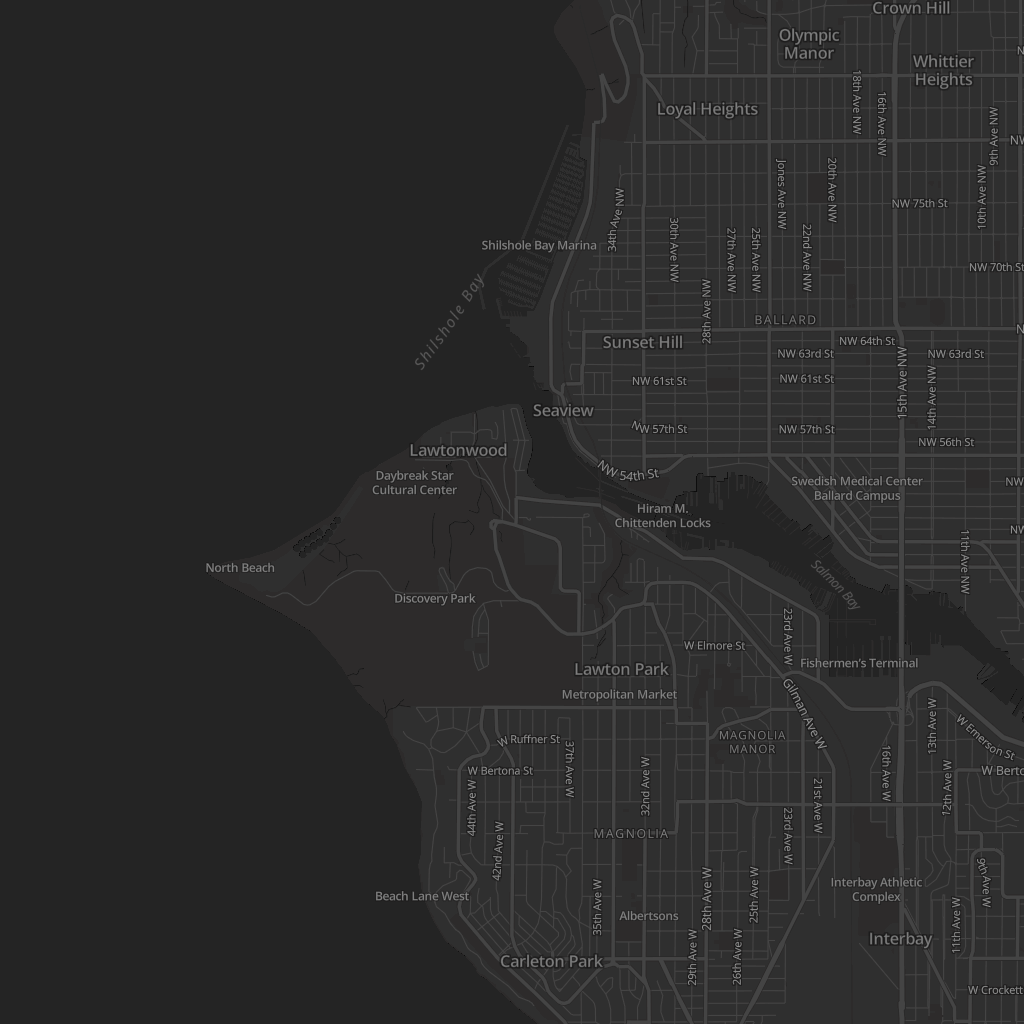 Crown Hill
Olympic
Manor
Whittier
Heights
18th Ave NW
16th Ave NW
Loyal Heights
9th Ave NW
34th Ave NW
30th Ave NW
27th Ave NW
25th Ave NW
Jones Ave NW
22nd Ave NW
20th Ave NW
NW 75th St
10th Ave NW
Shilshole Bay Marina
NW 70th St
Shilshole Bay
28th Ave NW
BALLARD
Sunset Hill
NW 64th St
NW 63rd St
NW 63rd St
NW 61st St
NW 61st St
15th Ave NW
14th Ave NW
Seaview
NW 57th St
NW 57th St
NW 56th St
Lawtonwood
Daybreak Star
Cultural Center
NW 54th St
Swedish Medical Center
Ballard Campus
NW
Hiram M.
Chittenden Locks
11th Ave NW
North Beach
Salmon Bay
Discovery Park
23rd Ave W
W Elmore St
Fishermen's Terminal
Lawton Park
Metropolitan Market
Gilman Ave W
13th Ave W
W Emerson St
MAGNOLIA
MANOR
W Ruffner St
37th Ave W
W Bertona St
32nd Ave W
16th Ave W
W Berto
44th Ave W
21st Ave W
12th Ave W
42nd Ave W
MAGNOLIA
23rd Ave W
9th Ave W
Beach Lane West
35th Ave W
Albertsons
28th Ave W
25th Ave W
Interbay Athletic
Complex
11th Ave W
Interbay
29th Ave W
26th Ave W
Carleton Park
W Crockett